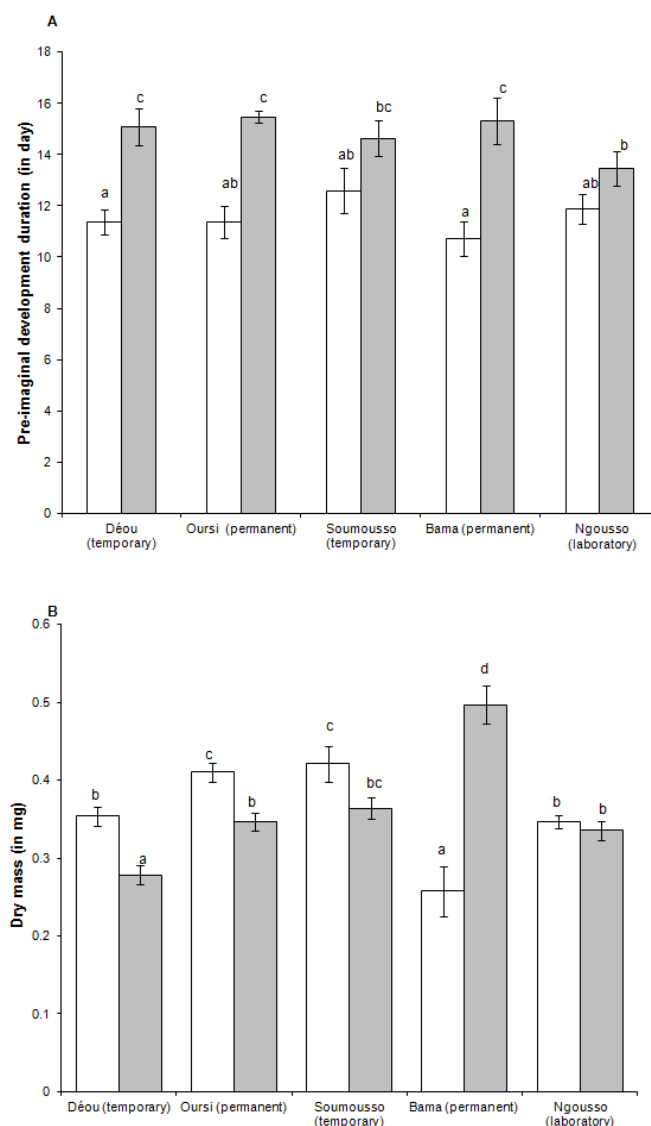 A
Pre-imaginal development duration (in day)
18
16
14
12
10
8
6
4
2
0
a
c
ab
c
ab
bc
a
c
ab
b
Déou
(temporary)
Oursi (permanent)
Soumousso
(temporary)
Bama (permanent)
Ngousso
(laboratory)
B
Dry mass (in mg)
0.6
0.5
0.4
0.3
0.2
0.1
0
b
a
c
b
c
bc
a
d
b
b
Déou (temporary)
Oursi (permanent)
Soumousso
(temporary)
Bama (permanent)
Ngousso
(laboratory)